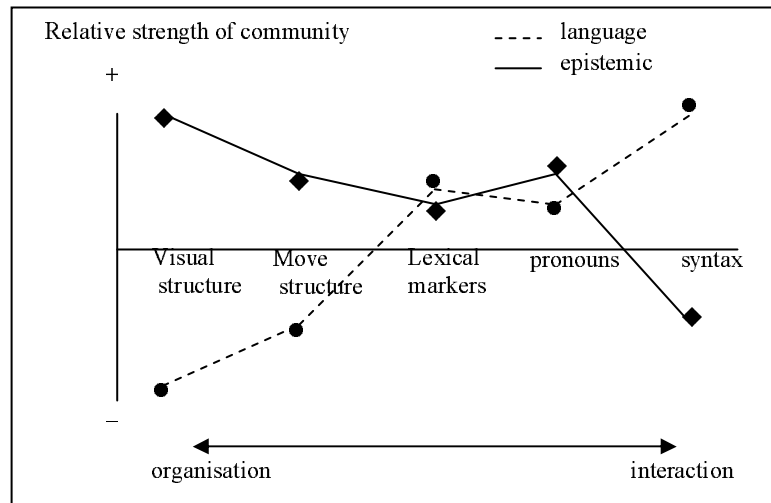 Relative strength of community
language
epistemic
+
Visual
structure
Move
structure
Lexical
markers
pronouns
syntax
–
organisation
interaction